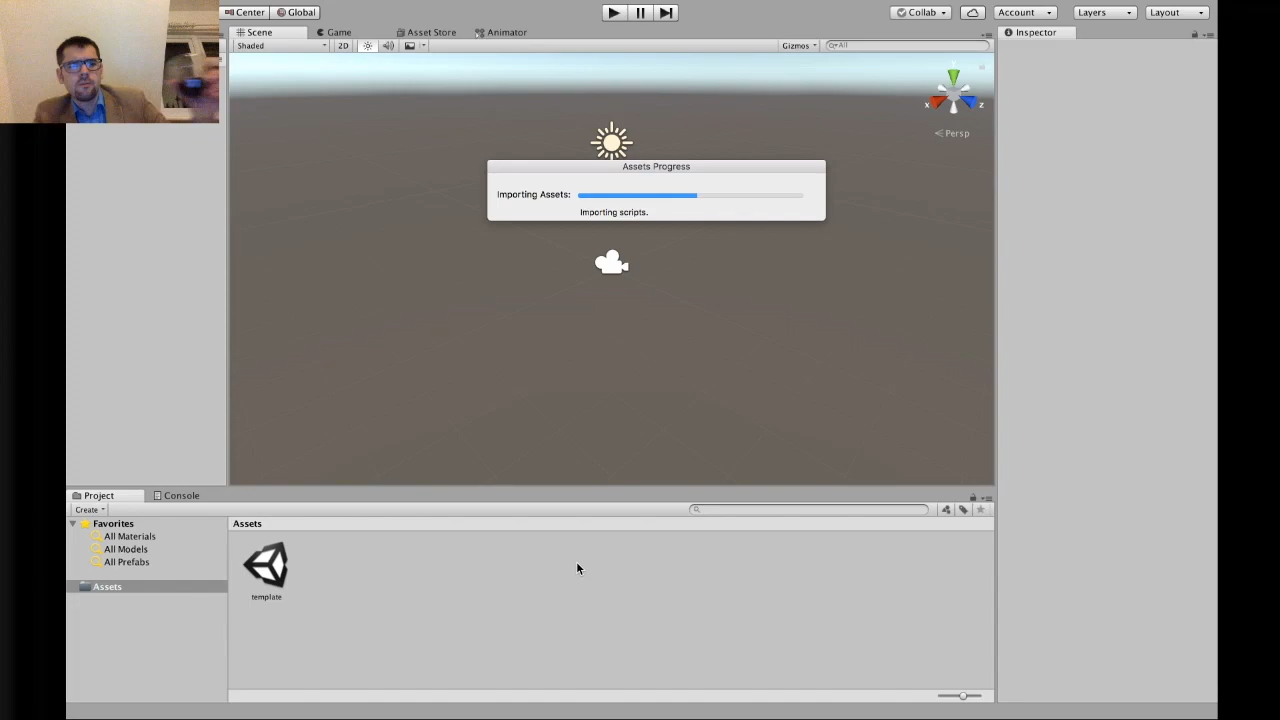 Center
Global
Collab
Account
Layers
Layout
Scene
Game
Asset Store
Animator
Inspector
Shaded
2D
Gizmos
All
x
z
Persp
Assets Progress
Importing Assets:
Importing scripts.
Project
Console
Create
Favorites
Assets
All Materials
All Models
All Prefabs
Assets
template